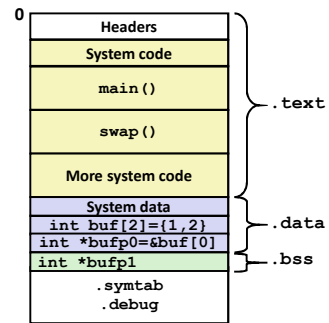 0
Headers
System code
main()
swap()
More system code
.text
System data
int buf[2]={1,2}
int *bufp0=&buf[0]
.data
int *bufp1
.bss
.symtab
.debug